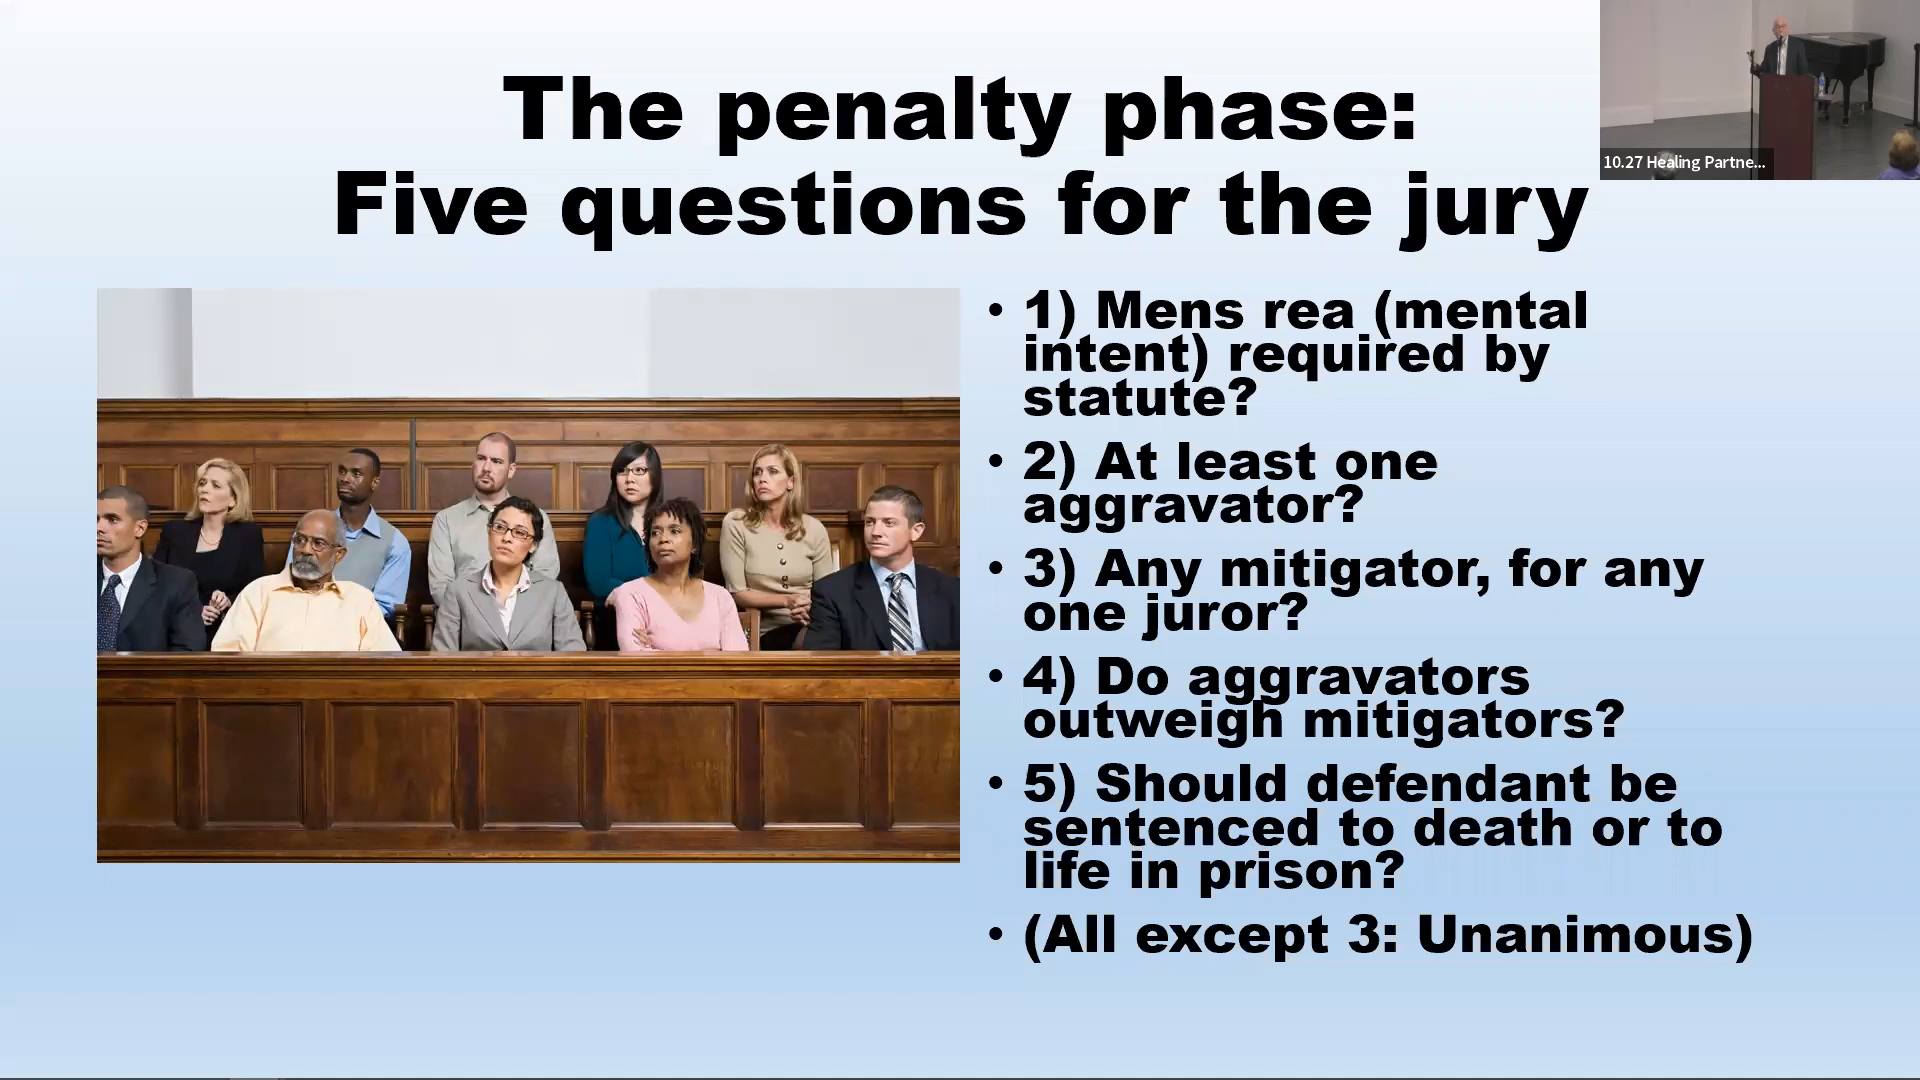 The penalty phase:
Five questions for the jury
10.27 Healing Partne...
• 1) Mens rea (mental
intent) required by
statute?
• 2) At least one
aggravator?
• 3) Any mitigator, for any
one juror?
• 4) Do aggravators
outweigh mitigators?
• 5) Should defendant be
sentenced to death or to
life in prison?
• (All except 3: Unanimous)